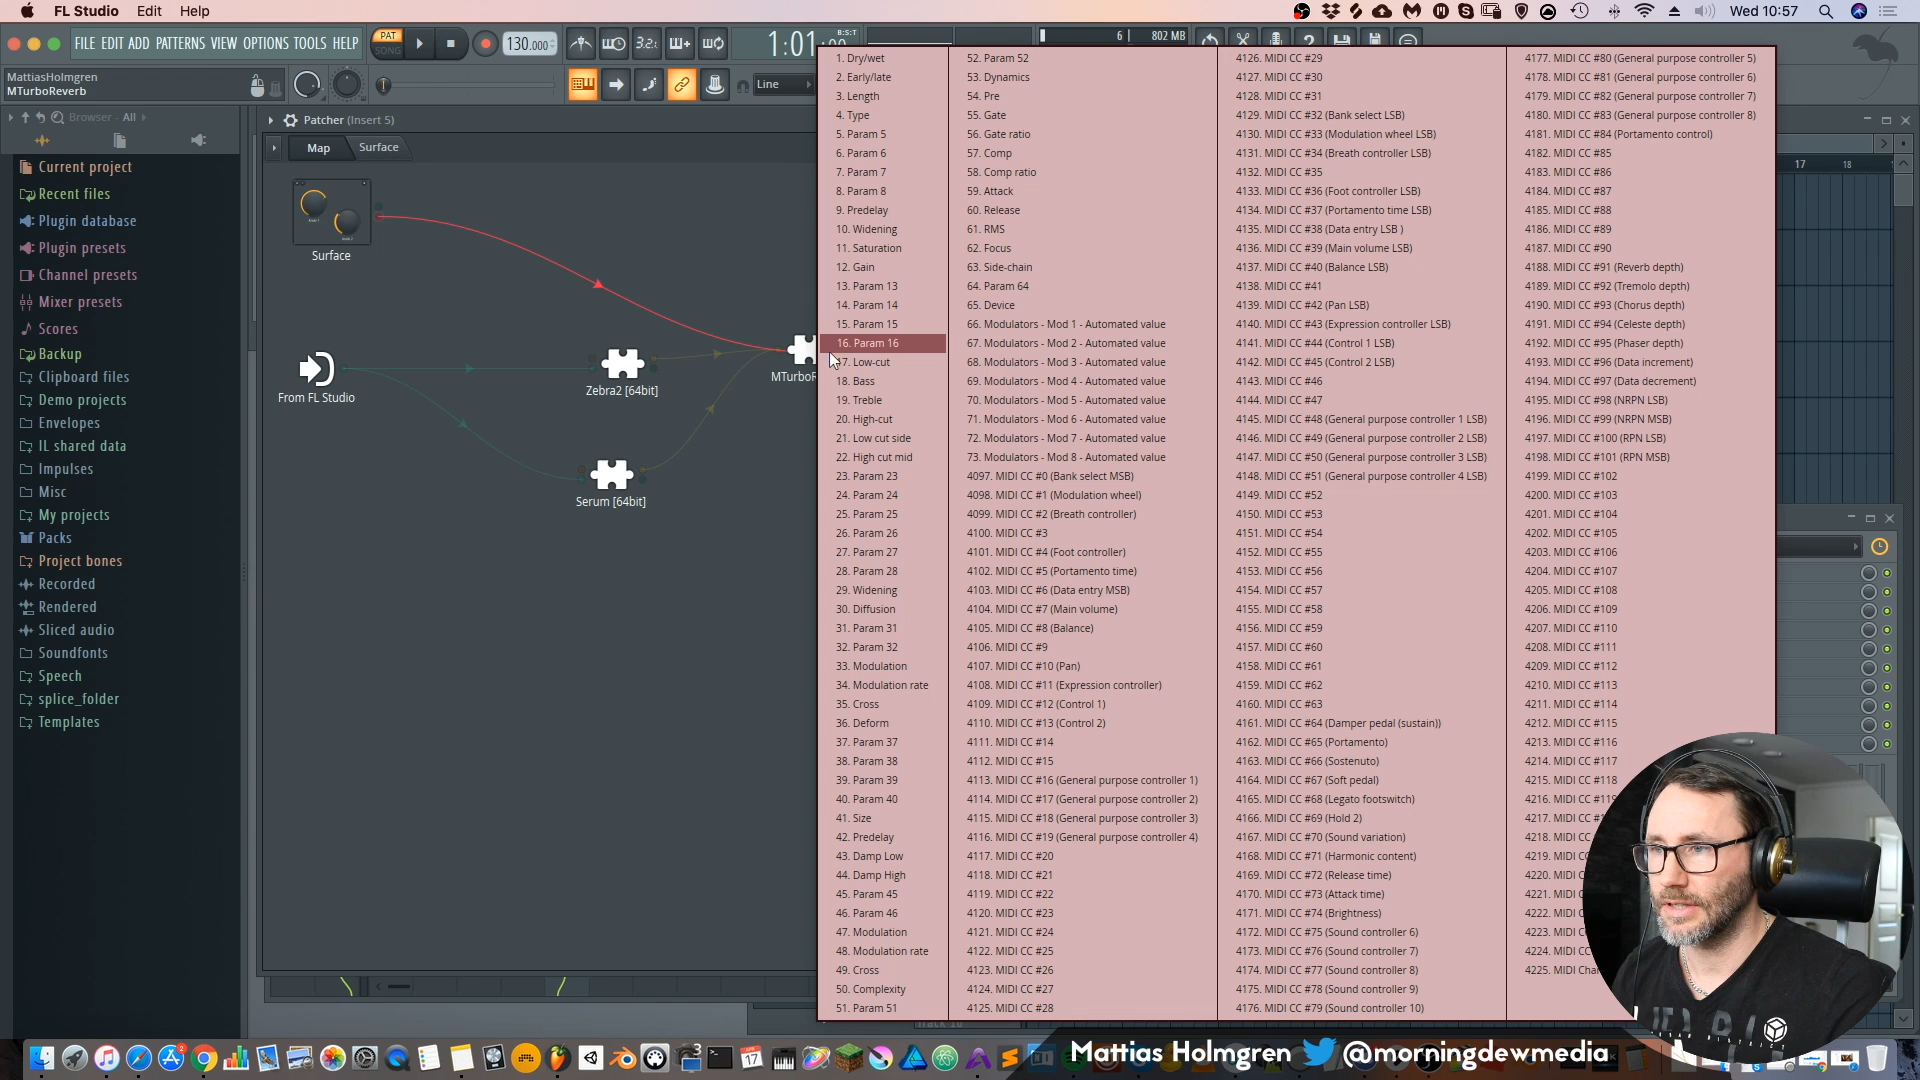 FL Studio Edit Help
Wed 10:57
FILE EDIT ADD PATTERNS VIEW OPTIONS TOOLS HELP
PAT
SONG
130.000
3.2:
1:01
B:S:T
6
802 MB
MattiasHolmgren
MTurboReverb
Line
Browser - All
Patcher (Insert 5)
Map
Surface
17
18
Current project
Recent files
Plugin database
Plugin presets
Channel presets
Mixer presets
Scores
Backup
Clipboard files
Demo projects
Envelopes
IL shared data
Impulses
Misc
My projects
Packs
Project bones
Recorded
Rendered
Sliced audio
Soundfonts
Speech
splice_folder
Templates
Surface
From FL Studio
Zebra2 [64bit]
Serum [64bit]
MTurboR
1. Dry/wet
2. Early/late
3. Length
4. Type
5. Param 5
6. Param 6
7. Param 7
8. Param 8
9. Predelay
10. Widening
11. Saturation
12. Gain
13. Param 13
14. Param 14
15. Param 15
16. Param 16
17. Low-cut
18. Bass
19. Treble
20. High-cut
21. Low cut side
22. High cut mid
23. Param 23
24. Param 24
25. Param 25
26. Param 26
27. Param 27
28. Param 28
29. Widening
30. Diffusion
31. Param 31
32. Param 32
33. Modulation
34. Modulation rate
35. Cross
36. Deform
37. Param 37
38. Param 38
39. Param 39
40. Param 40
41. Size
42. Predelay
43. Damp Low
44. Damp High
45. Param 45
46. Param 46
47. Modulation
48. Modulation rate
49. Cross
50. Complexity
51. Param 51
52. Param 52
53. Dynamics
54. Pre
55. Gate
56. Gate ratio
57. Comp
58. Comp ratio
59. Attack
60. Release
61. RMS
62. Focus
63. Side-chain
64. Param 64
65. Device
66. Modulators - Mod 1 - Automated value
67. Modulators - Mod 2 - Automated value
68. Modulators - Mod 3 - Automated value
69. Modulators - Mod 4 - Automated value
70. Modulators - Mod 5 - Automated value
71. Modulators - Mod 6 - Automated value
72. Modulators - Mod 7 - Automated value
73. Modulators - Mod 8 - Automated value
4097. MIDI CC #0 (Bank select MSB)
4098. MIDI CC #1 (Modulation wheel)
4099. MIDI CC #2 (Breath controller)
4100. MIDI CC #3
4101. MIDI CC #4 (Foot controller)
4102. MIDI CC #5 (Portamento time)
4103. MIDI CC #6 (Data entry MSB)
4104. MIDI CC #7 (Main volume)
4105. MIDI CC #8 (Balance)
4106. MIDI CC #9
4107. MIDI CC #10 (Pan)
4108. MIDI CC #11 (Expression controller)
4109. MIDI CC #12 (Control 1)
4110. MIDI CC #13 (Control 2)
4111. MIDI CC #14
4112. MIDI CC #15
4113. MIDI CC #16 (General purpose controller 1)
4114. MIDI CC #17 (General purpose controller 2)
4115. MIDI CC #18 (General purpose controller 3)
4116. MIDI CC #19 (General purpose controller 4)
4117. MIDI CC #20
4118. MIDI CC #21
4119. MIDI CC #22
4120. MIDI CC #23
4121. MIDI CC #24
4122. MIDI CC #25
4123. MIDI CC #26
4124. MIDI CC #27
4125. MIDI CC #28
4126. MIDI CC #29
4127. MIDI CC #30
4128. MIDI CC #31
4129. MIDI CC #32 (Bank select LSB)
4130. MIDI CC #33 (Modulation wheel LSB)
4131. MIDI CC #34 (Breath controller LSB)
4132. MIDI CC #35
4133. MIDI CC #36 (Foot controller LSB)
4134. MIDI CC #37 (Portamento time LSB)
4135. MIDI CC #38 (Data entry LSB )
4136. MIDI CC #39 (Main volume LSB)
4137. MIDI CC #40 (Balance LSB)
4138. MIDI CC #41
4139. MIDI CC #42 (Pan LSB)
4140. MIDI CC #43 (Expression controller LSB)
4141. MIDI CC #44 (Control 1 LSB)
4142. MIDI CC #45 (Control 2 LSB)
4143. MIDI CC #46
4144. MIDI CC #47
4145. MIDI CC #48 (General purpose controller 1 LSB)
4146. MIDI CC #49 (General purpose controller 2 LSB)
4147. MIDI CC #50 (General purpose controller 3 LSB)
4148. MIDI CC #51 (General purpose controller 4 LSB)
4149. MIDI CC #52
4150. MIDI CC #53
4151. MIDI CC #54
4152. MIDI CC #55
4153. MIDI CC #56
4154. MIDI CC #57
4155. MIDI CC #58
4156. MIDI CC #59
4157. MIDI CC #60
4158. MIDI CC #61
4159. MIDI CC #62
4160. MIDI CC #63
4161. MIDI CC #64 (Damper pedal (sustain))
4162. MIDI CC #65 (Portamento)
4163. MIDI CC #66 (Sostenuto)
4164. MIDI CC #67 (Soft pedal)
4165. MIDI CC #68 (Legato footswitch)
4166. MIDI CC #69 (Hold 2)
4167. MIDI CC #70 (Sound variation)
4168. MIDI CC #71 (Harmonic content)
4169. MIDI CC #72 (Release time)
4170. MIDI CC #73 (Attack time)
4171. MIDI CC #74 (Brightness)
4172. MIDI CC #75 (Sound controller 6)
4173. MIDI CC #76 (Sound controller 7)
4174. MIDI CC #77 (Sound controller 8)
4175. MIDI CC #78 (Sound controller 9)
4176. MIDI CC #79 (Sound controller 10)
4177. MIDI CC #80 (General purpose controller 5)
4178. MIDI CC #81 (General purpose controller 6)
4179. MIDI CC #82 (General purpose controller 7)
4180. MIDI CC #83 (General purpose controller 8)
4181. MIDI CC #84 (Portamento control)
4182. MIDI CC #85
4183. MIDI CC #86
4184. MIDI CC #87
4185. MIDI CC #88
4186. MIDI CC #89
4187. MIDI CC #90
4188. MIDI CC #91 (Reverb depth)
4189. MIDI CC #92 (Tremolo depth)
4190. MIDI CC #93 (Chorus depth)
4191. MIDI CC #94 (Celeste depth)
4192. MIDI CC #95 (Phaser depth)
4193. MIDI CC #96 (Data increment)
4194. MIDI CC #97 (Data decrement)
4195. MIDI CC #98 (NRPN LSB)
4196. MIDI CC #99 (NRPN MSB)
4197. MIDI CC #100 (RPN LSB)
4198. MIDI CC #101 (RPN MSB)
4199. MIDI CC #102
4200. MIDI CC #103
4201. MIDI CC #104
4202. MIDI CC #105
4203. MIDI CC #106
4204. MIDI CC #107
4205. MIDI CC #108
4206. MIDI CC #109
4207. MIDI CC #110
4208. MIDI CC #111
4209. MIDI CC #112
4210. MIDI CC #113
4211. MIDI CC #114
4212. MIDI CC #115
4213. MIDI CC #116
4214. MIDI CC #117
4215. MIDI CC #118
4216. MIDI CC #119
4217. MIDI CC #1
4218. MIDI CC
4219. MIDI CC
4220. MIDI CC
4221. MIDI CC
4222. MIDI CC
4223. MIDI CC
4224. MIDI CC
4225. MIDI Cha
Mattias Holmgren @morningdewmedia